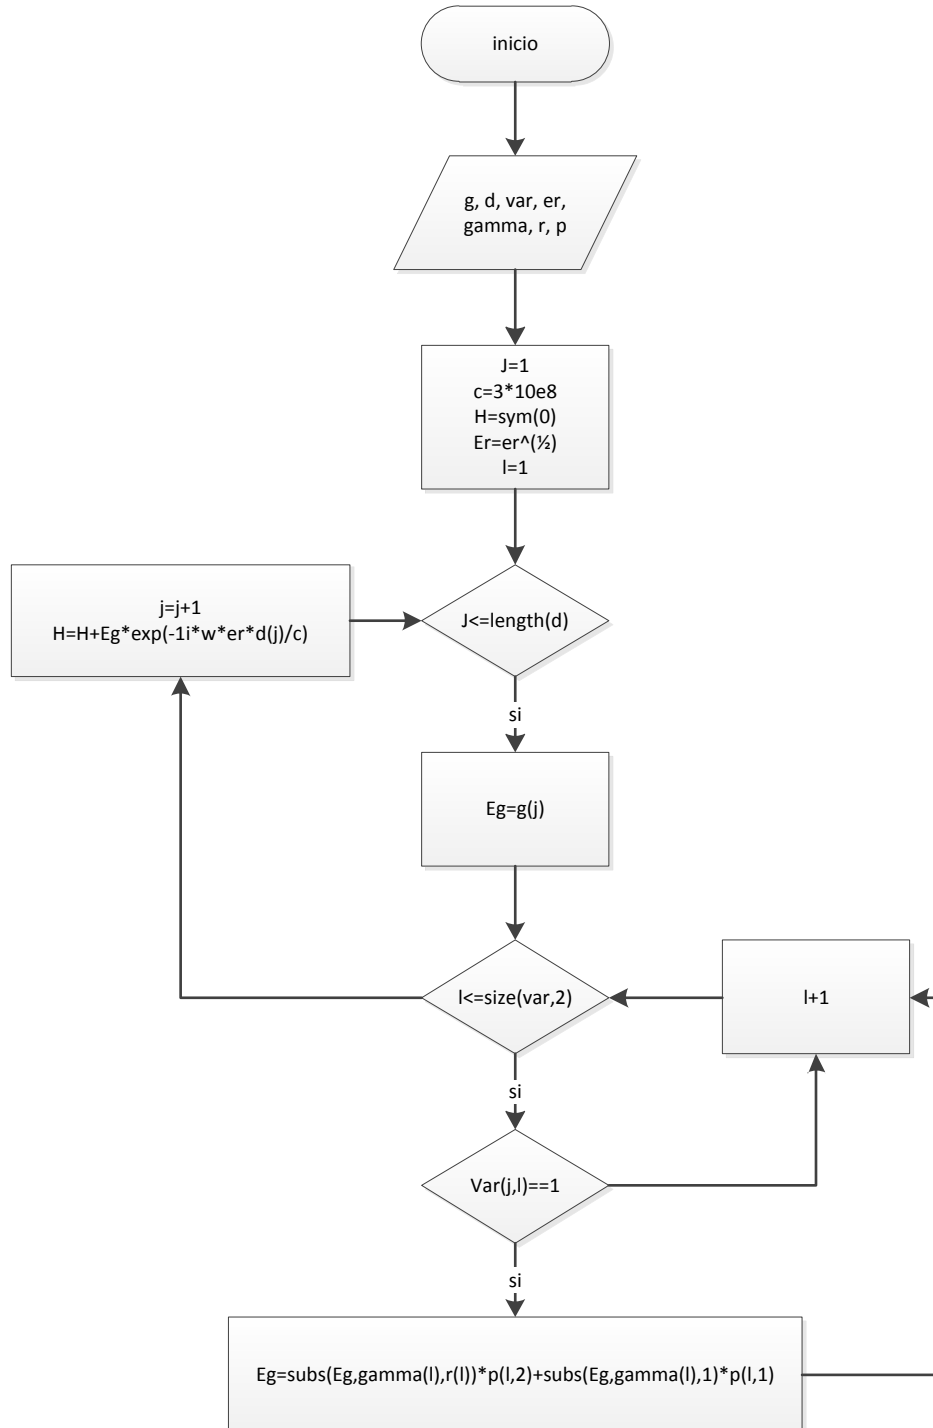 inicio
g, d, var, er,
gamma, r, p
J=1
c=3*10e8
H=sym(0)
Er=er^(½)
l=1
j=j+1
H=H+Eg*exp(-1i*w*er*d(j)/c)
J<=length(d)
si
Eg=g(j)
l<=size(var,2)
l+1
si
Var(j,l)==1
si
Eg=subs(Eg,gamma(l),r(l))*p(l,2)+subs(Eg,gamma(l),1)*p(l,1)